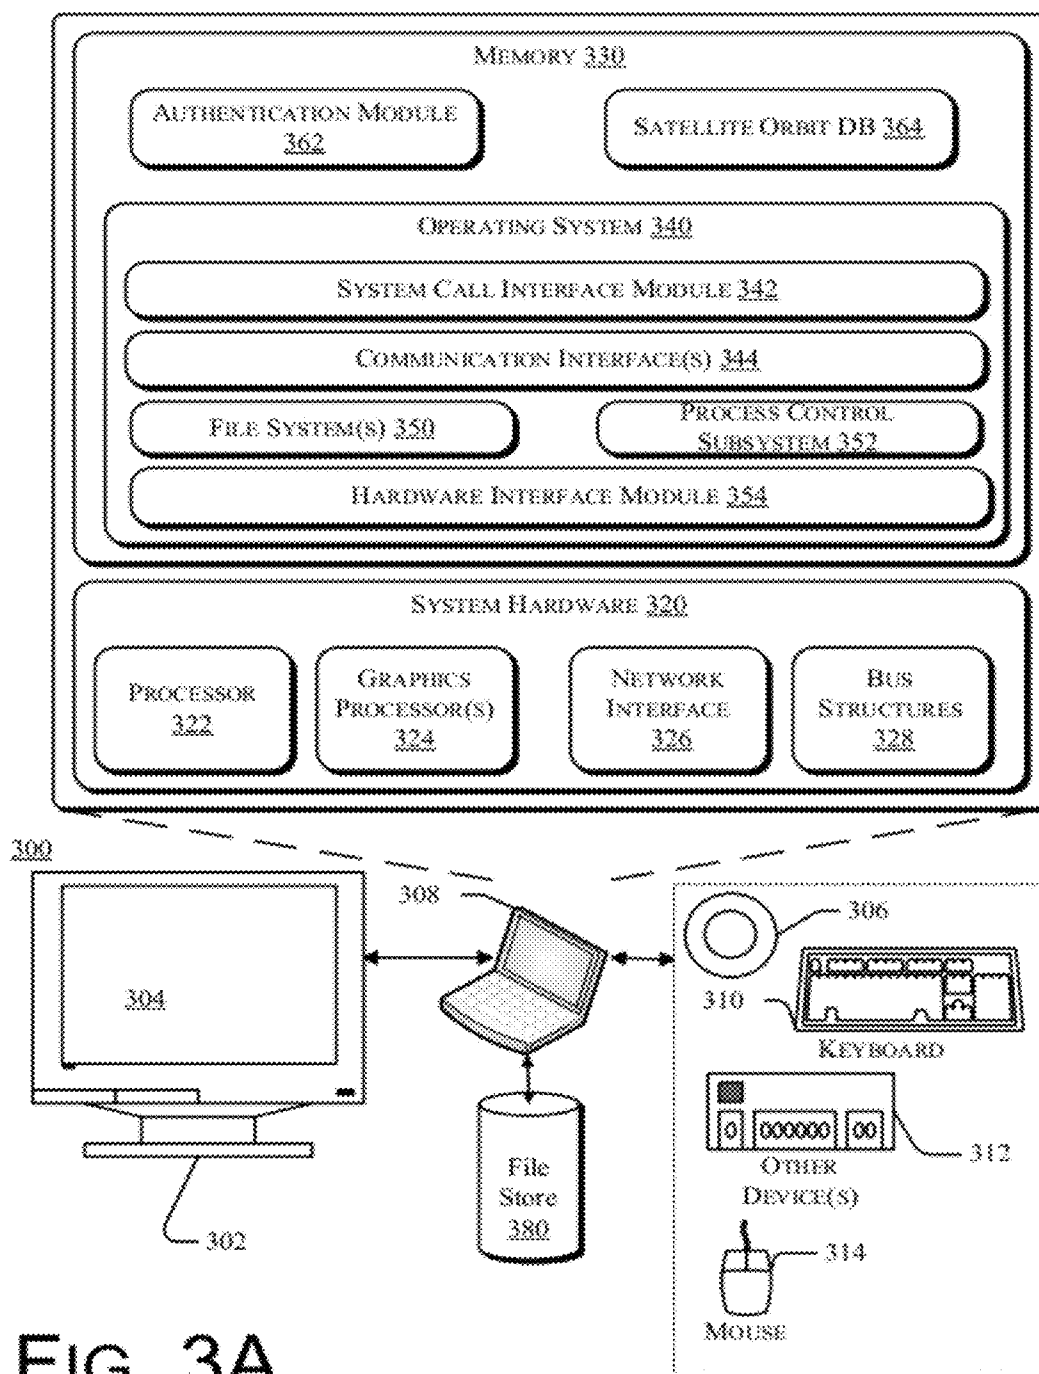 MEMORY 330
AUTHENTICATION MODULE
362
SATELLITE ORBIT DB 364
OPERATING SYSTEM 340
SYSTEM CALL INTERFACE MODULE 342
COMMUNICATION INTERFACE(S) 344
FILE SYSTEM(S) 350
PROCESS CONTROL
SUBSYSTEM 352
HARDWARE INTERFACE MODULE 354
SYSTEM HARDWARE 320
PROCESSOR
322
GRAPHICS
PROCESSOR(S)
324
NETWORK
INTERFACE
326
BUS
STRUCTURES
328
300
308
306
304
310
KEYBOARD
0 000000 00
312
OTHER
DEVICE(S)
File
Store
380
302
314
MOUSE
FIG. 3A